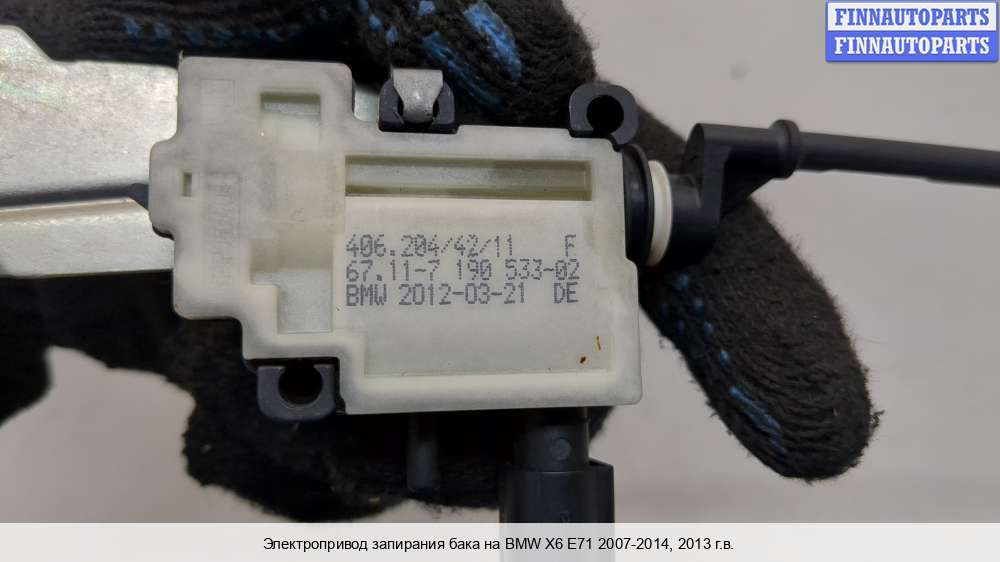 FINNAUTOPARTS
FINNAUTOPARTS
406.204/42/11 F
67.11-7 190 533-02
BMW 2012-03-21 DE
Электропривод запирания бака на BMW X6 E71 2007-2014, 2013 г.в.